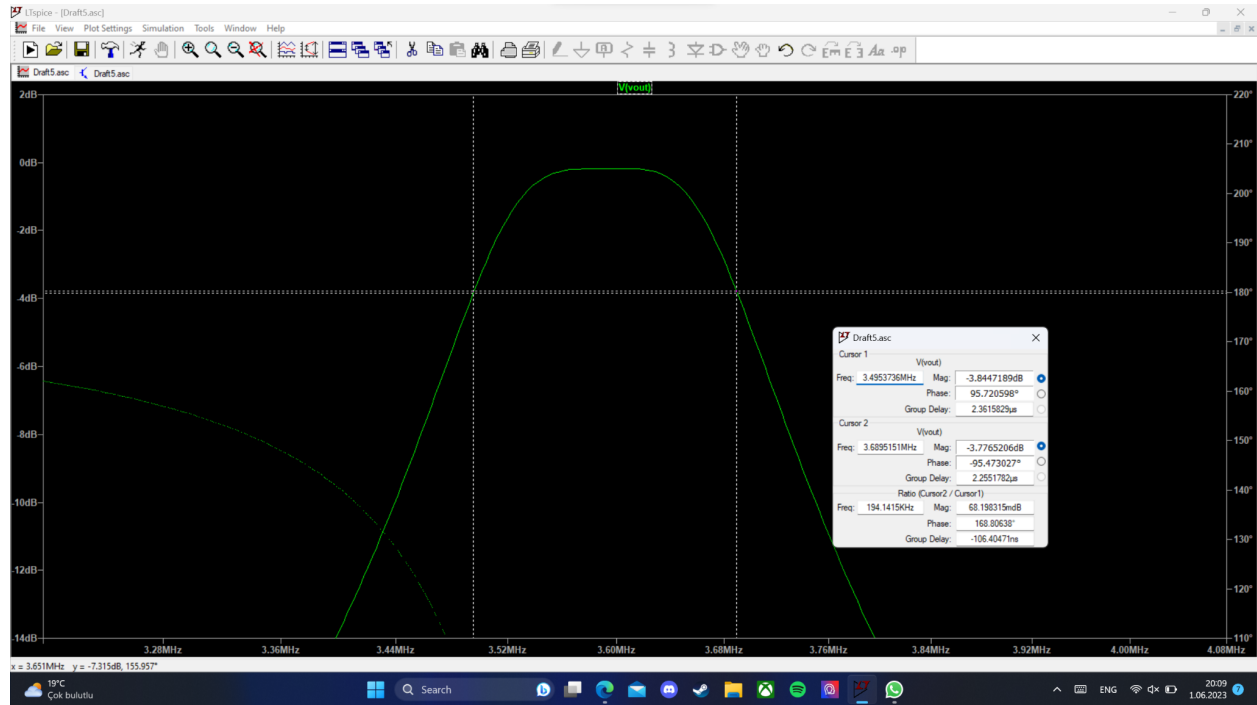 LTspice - [Draft5.asc]
File View Plot Settings Simulation Tools Window Help
Draft5.asc Draft5.asc
V(vout)
2dB
0dB
-2dB
-4dB
-6dB
-8dB
-10dB
-12dB
-14dB
220°
210°
200°
190°
180°
170°
160°
150°
140°
130°
120°
110°
3.28MHz 3.36MHz 3.44MHz 3.52MHz 3.60MHz 3.68MHz 3.76MHz 3.84MHz 3.92MHz 4.00MHz 4.08MHz
Draft5.asc
Cursor 1
V(vout)
Freq: 3.4953736MHz Mag: -3.8447189dB
Phase: 95.720598°
Group Delay: 2.3615829µs
Cursor 2
V(vout)
Freq: 3.6895151MHz Mag: -3.7765206dB
Phase: -95.473027°
Group Delay: 2.2551782µs
Ratio (Cursor2 / Cursor1)
Freq: 194.1415KHz Mag: 68.198315mdB
Phase: 168.80638°
Group Delay: -106.40471ns
x = 3.651MHz y = -7.315dB, 155.957°
19°C
Çok bulutlu
Search
ENG
20:09
1.06.2023
7